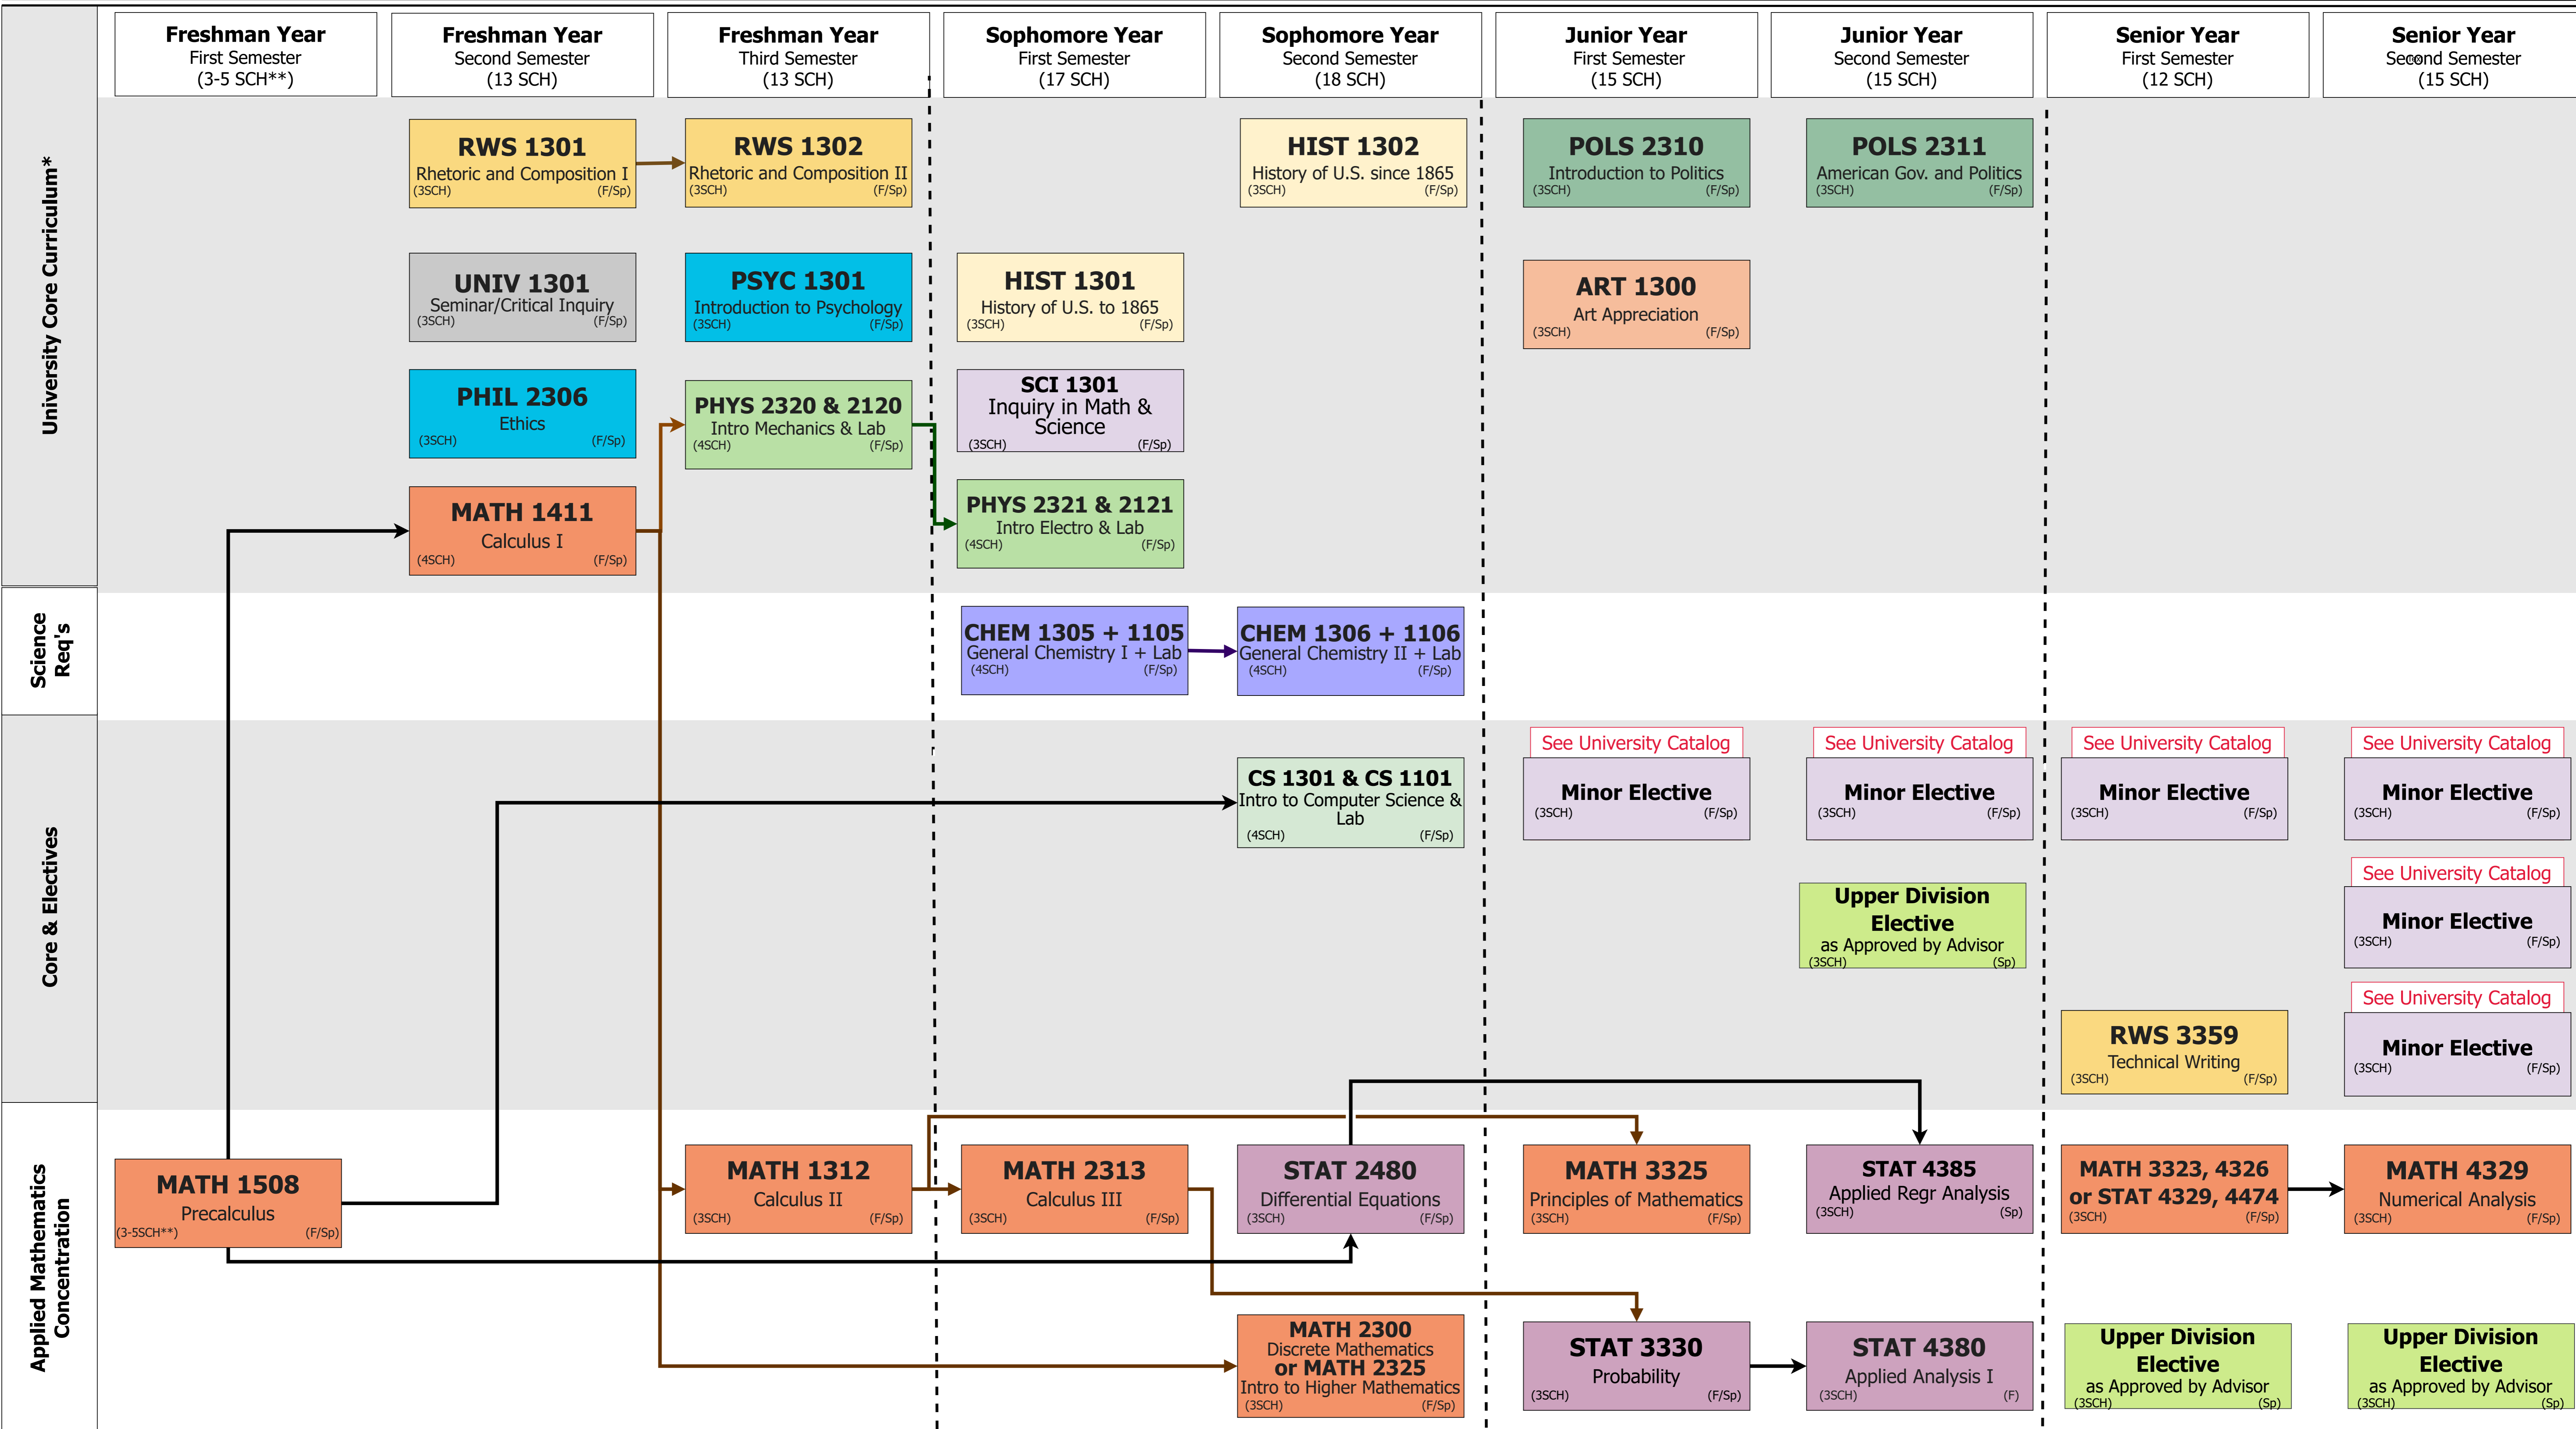 Freshman Year
First Semester
(3-5 SCH**)
Freshman Year
Second Semester
(13 SCH)
Freshman Year
Third Semester
(13 SCH)
Sophomore Year
First Semester
(17 SCH)
Sophomore Year
Second Semester
(18 SCH)
Junior Year
First Semester
(15 SCH)
Junior Year
Second Semester
(15 SCH)
Senior Year
First Semester
(12 SCH)
Senior Year
Second Semester
(15 SCH)
University Core Curriculum*
RWS 1301
Rhetoric and Composition I
(3SCH) (F/Sp)
RWS 1302
Rhetoric and Composition II
(3SCH) (F/Sp)
HIST 1302
History of U.S. since 1865
(3SCH) (F/Sp)
POLS 2310
Introduction to Politics
(3SCH) (F/Sp)
POLS 2311
American Gov. and Politics
(3SCH) (F/Sp)
UNIV 1301
Seminar/Critical Inquiry
(3SCH) (F/Sp)
PSYC 1301
Introduction to Psychology
(3SCH) (F/Sp)
HIST 1301
History of U.S. to 1865
(3SCH) (F/Sp)
ART 1300
Art Appreciation
(3SCH) (F/Sp)
PHIL 2306
Ethics
(3SCH) (F/Sp)
PHYS 2320 & 2120
Intro Mechanics & Lab
(4SCH) (F/Sp)
SCI 1301
Inquiry in Math &
Science
(3SCH) (F/Sp)
MATH 1411
Calculus I
(4SCH) (F/Sp)
PHYS 2321 & 2121
Intro Electro & Lab
(4SCH) (F/Sp)
Science
Req's
CHEM 1305 + 1105
General Chemistry I + Lab
(4SCH) (F/Sp)
CHEM 1306 + 1106
General Chemistry II + Lab
(4SCH) (F/Sp)
Core & Electives
CS 1301 & CS 1101
Intro to Computer Science &
Lab
(4SCH) (F/Sp)
See University Catalog
Minor Elective
(3SCH) (F/Sp)
See University Catalog
Minor Elective
(3SCH) (F/Sp)
See University Catalog
Minor Elective
(3SCH) (F/Sp)
See University Catalog
Minor Elective
(3SCH) (F/Sp)
Upper Division
Elective
as Approved by Advisor
(3SCH) (Sp)
See University Catalog
Minor Elective
(3SCH) (F/Sp)
RWS 3359
Technical Writing
(3SCH) (F/Sp)
See University Catalog
Minor Elective
(3SCH) (F/Sp)
Applied Mathematics
Concentration
MATH 1508
Precalculus
(3-5SCH**) (F/Sp)
MATH 1312
Calculus II
(3SCH) (F/Sp)
MATH 2313
Calculus III
(3SCH) (F/Sp)
STAT 2480
Differential Equations
(3SCH) (F/Sp)
MATH 3325
Principles of Mathematics
(3SCH) (F/Sp)
STAT 4385
Applied Regr Analysis
(3SCH) (Sp)
MATH 3323, 4326
or STAT 4329, 4474
(3SCH) (F/Sp)
MATH 4329
Numerical Analysis
(3SCH) (F/Sp)
MATH 2300
Discrete Mathematics
or MATH 2325
Intro to Higher Mathematics
(3SCH) (F/Sp)
STAT 3330
Probability
(3SCH) (F/Sp)
STAT 4380
Applied Analysis I
(3SCH) (F)
Upper Division
Elective
as Approved by Advisor
(3SCH) (Sp)
Upper Division
Elective
as Approved by Advisor
(3SCH) (Sp)